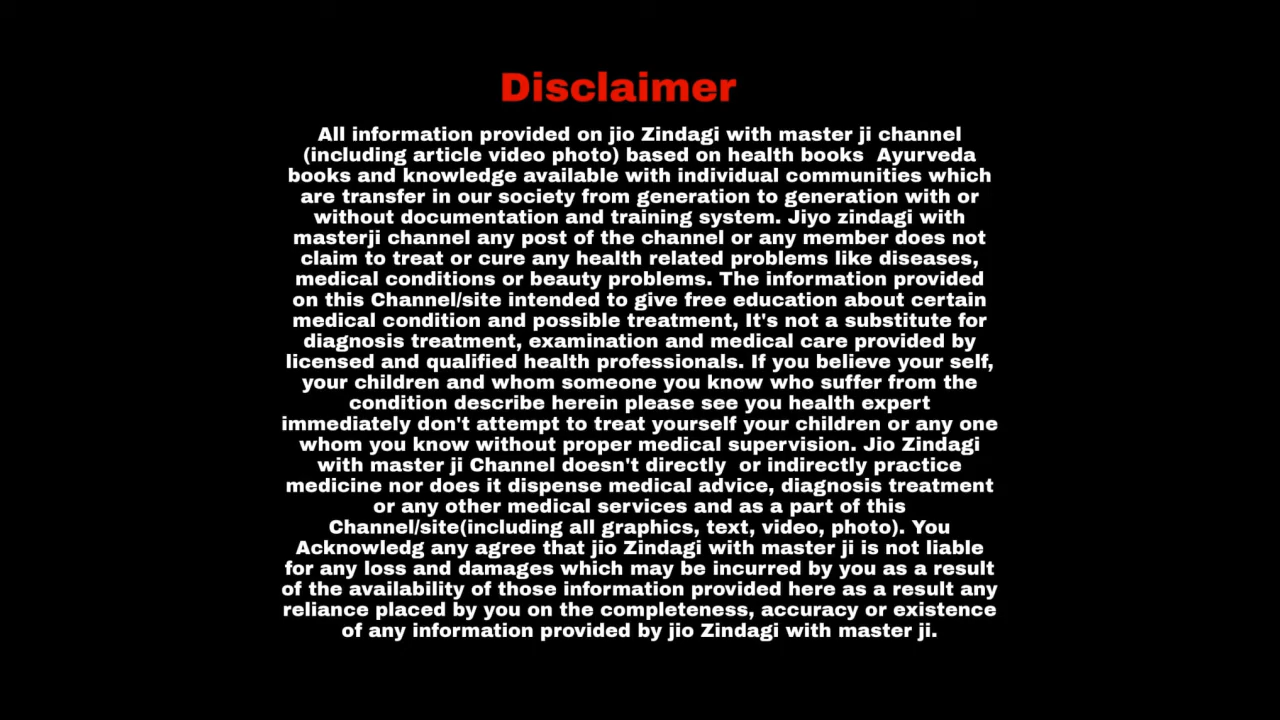 Disclaimer
All information provided on jio Zindagi with master ji channel
(including article video photo) based on health books  Ayurveda
books and knowledge available with individual communities which
are transfer in our society from generation to generation with or
without documentation and training system. Jiyo zindagi with
masterji channel any post of the channel or any member does not
claim to treat or cure any health related problems like diseases,
medical conditions or beauty problems. The information provided
on this Channel/site intended to give free education about certain
medical condition and possible treatment, It's not a substitute for
diagnosis treatment, examination and medical care provided by
licensed and qualified health professionals. If you believe your self,
your children and whom someone you know who suffer from the
condition describe herein please see you health expert
immediately don't attempt to treat yourself your children or any one
whom you know without proper medical supervision. Jio Zindagi
with master ji Channel doesn't directly  or indirectly practice
medicine nor does it dispense medical advice, diagnosis treatment
or any other medical services and as a part of this
Channel/site(including all graphics, text, video, photo). You
Acknowledg any agree that jio Zindagi with master ji is not liable
for any loss and damages which may be incurred by you as a result
of the availability of those information provided here as a result any
reliance placed by you on the completeness, accuracy or existence
of any information provided by jio Zindagi with master ji.